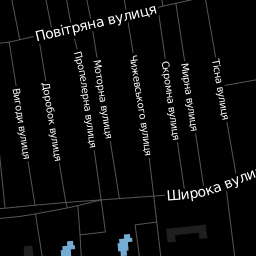 Повітряна вулиця
Вигоди вулиця
Доробок вулиця
Пропелерна вулиця
Моторна вулиця
Чижевського вулиця
Скромна вулиця
Мирна вулиця
Тісна вулиця
Широка вули